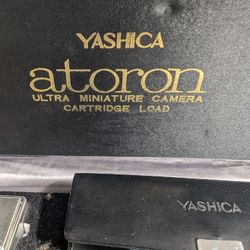 YASHICA
atoron
ULTRA MINIATURE CAMERA
CARTRIDGE LOAD
YASHICA